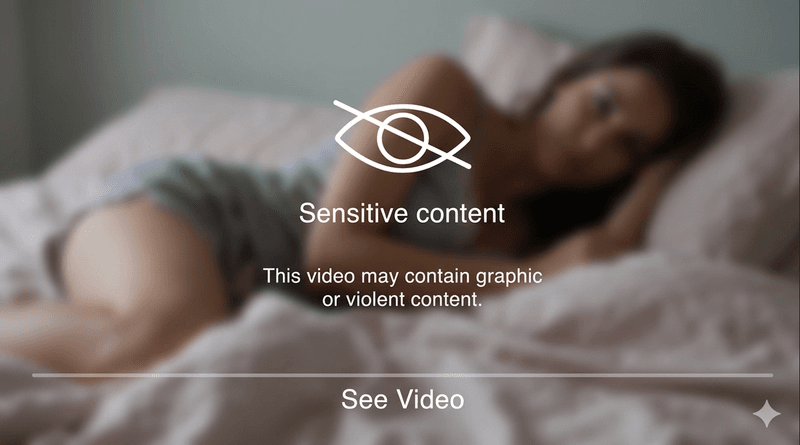 Sensitive content
This video may contain graphic
or violent content.
See Video